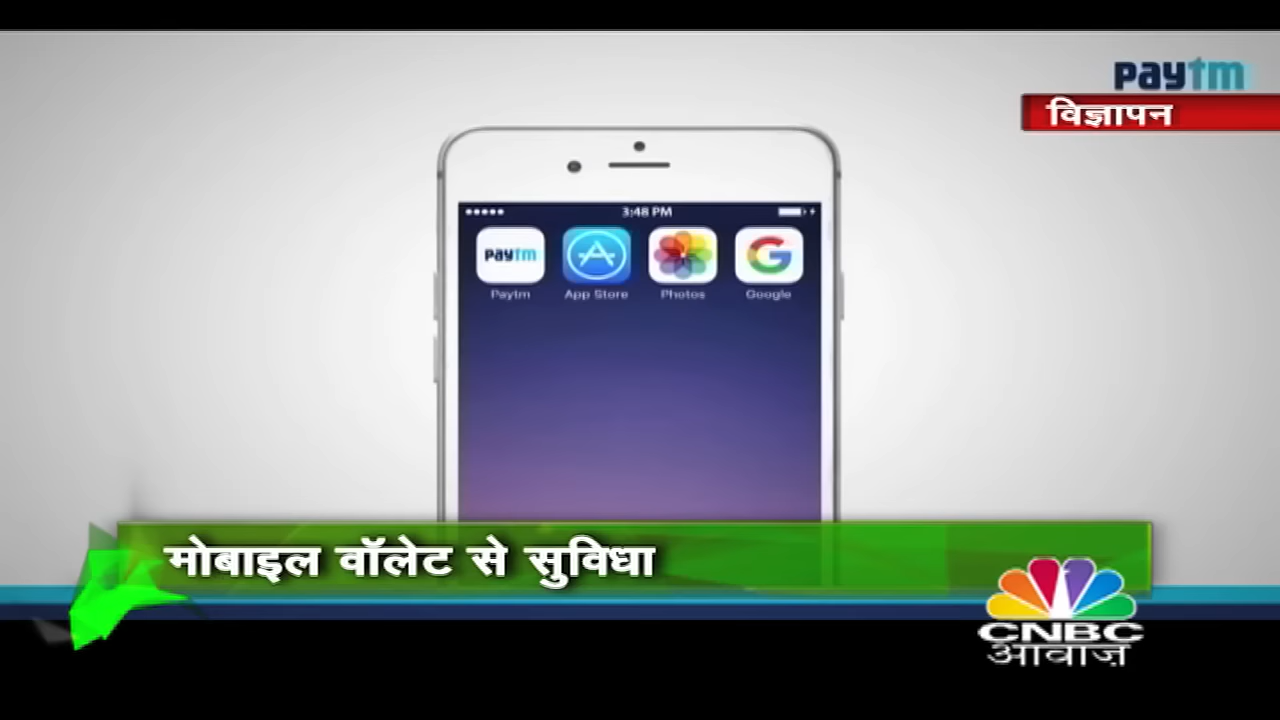 paytm
विज्ञापन
3:48 PM
paytm
Paytm App Store Photos Google
मोबाइल वॉलेट से सुविधा
CNBC
आवाज़